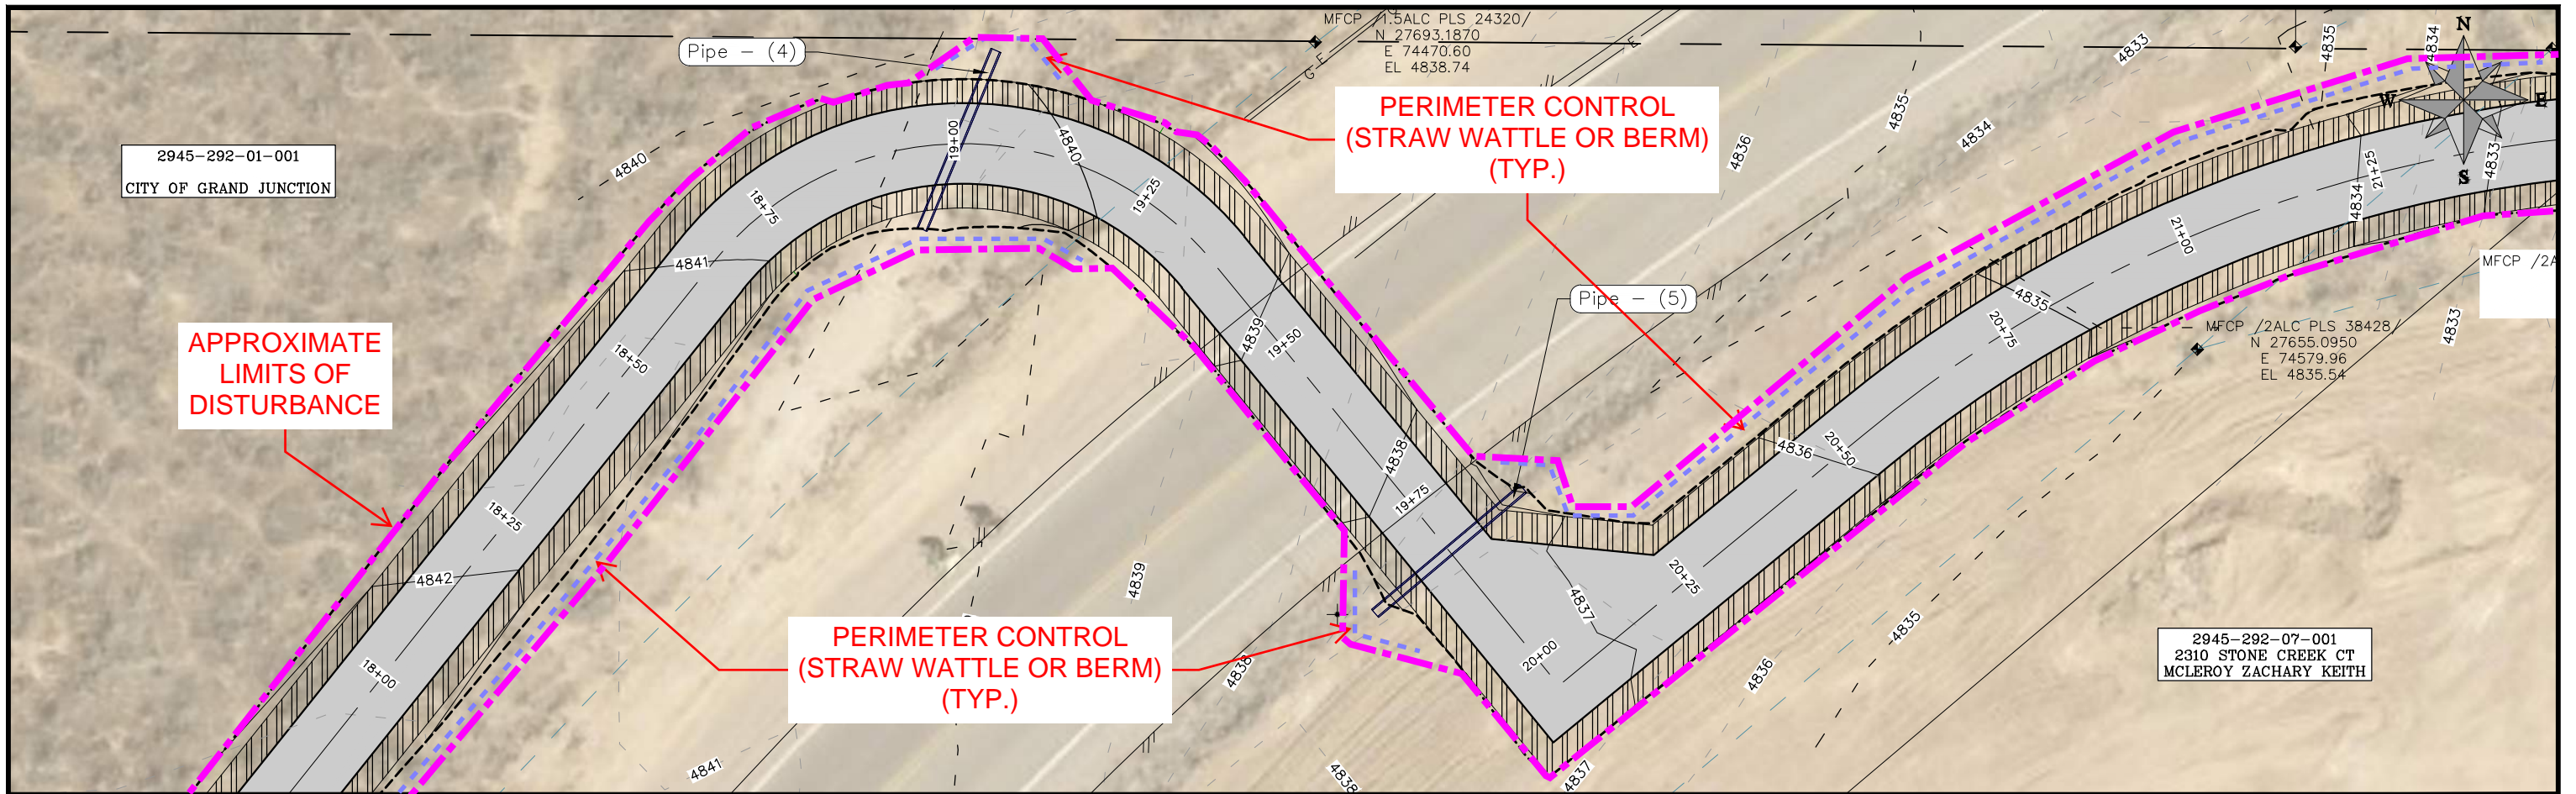 MFCP /1.5ALC PLS 24320/
N 27693.1870
E 74470.60
EL 4838.74
Pipe - (4)
G E
E
4833
4835
4834
N
W
E
S
PERIMETER CONTROL
(STRAW WATTLE OR BERM)
(TYP.)
2945-292-01-001
CITY OF GRAND JUNCTION
4840
19+00
4840
18+75
19+25
4836
4835
4834
21+25
4833
4834
21+00
4841
MFCP /2A
Pipe - (5)
4835
20+75
4833
MFCP /2ALC PLS 38428/
N 27655.0950
E 74579.96
EL 4835.54
APPROXIMATE
LIMITS OF
DISTURBANCE
18+50
4839
19+50
4838
4836
20+50
19+75
18+25
4842
4839
20+25
4837
4835
PERIMETER CONTROL
(STRAW WATTLE OR BERM)
(TYP.)
2945-292-07-001
2310 STONE CREEK CT
MCLEROY ZACHARY KEITH
18+00
20+00
4838
4836
4841
4838
4837